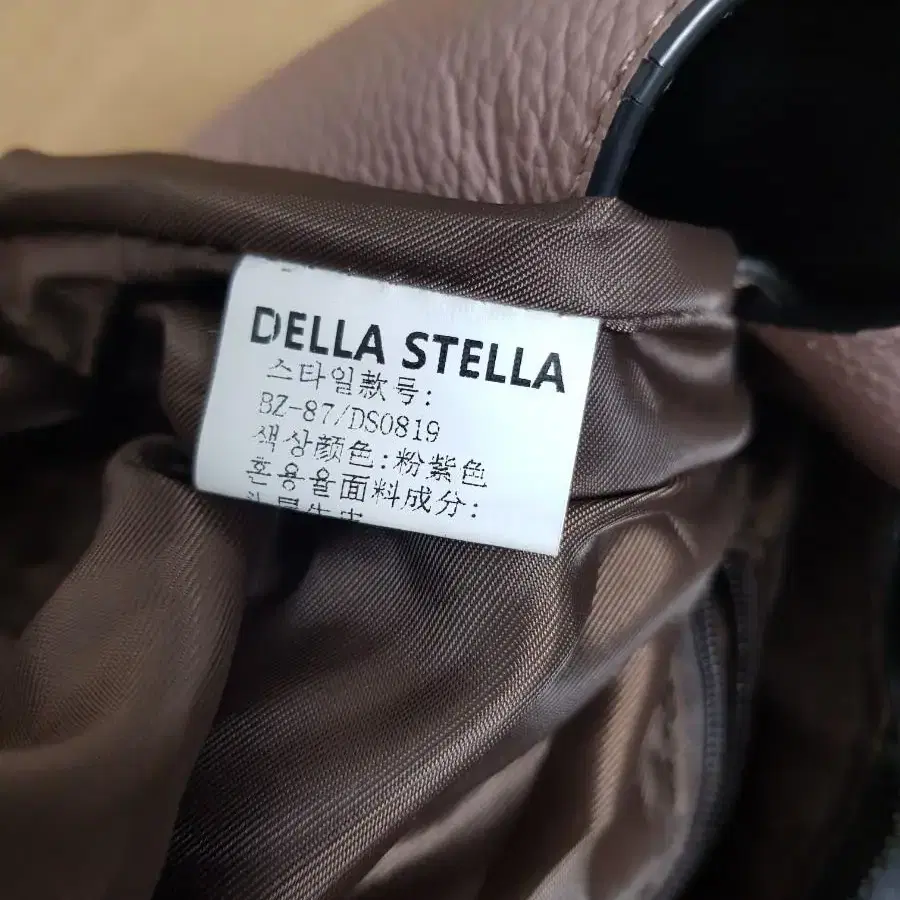 DELLA STELLA
스타일款号:
BZ-87/DS0819
색상颜色:粉紫色
혼용율面料成分: